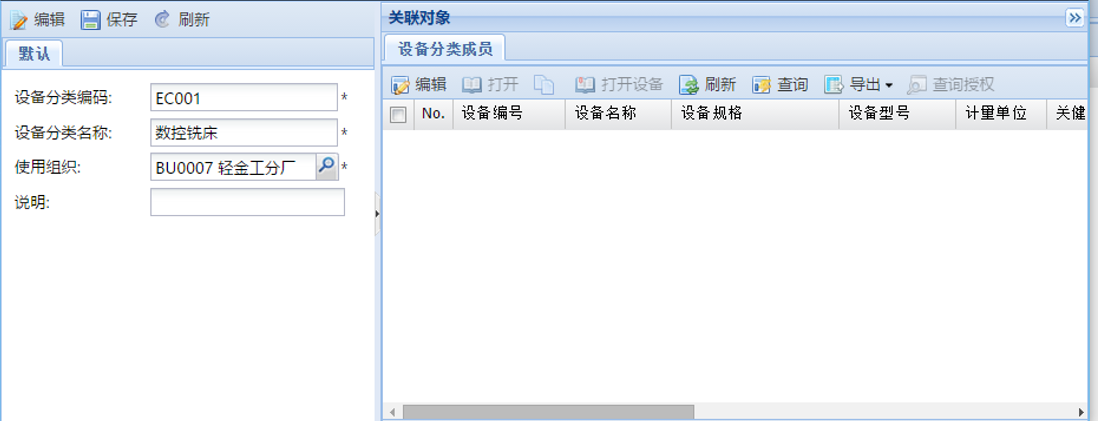 编辑 保存 刷新
默认
设备分类编码: EC001 *
设备分类名称: 数控铣床 *
使用组织: BU0007 轻金工分厂 *
说明:
关联对象
设备分类成员
编辑 打开 打开设备 刷新 查询 导出 查询授权
No. 设备编号 设备名称 设备规格 设备型号 计量单位 关健